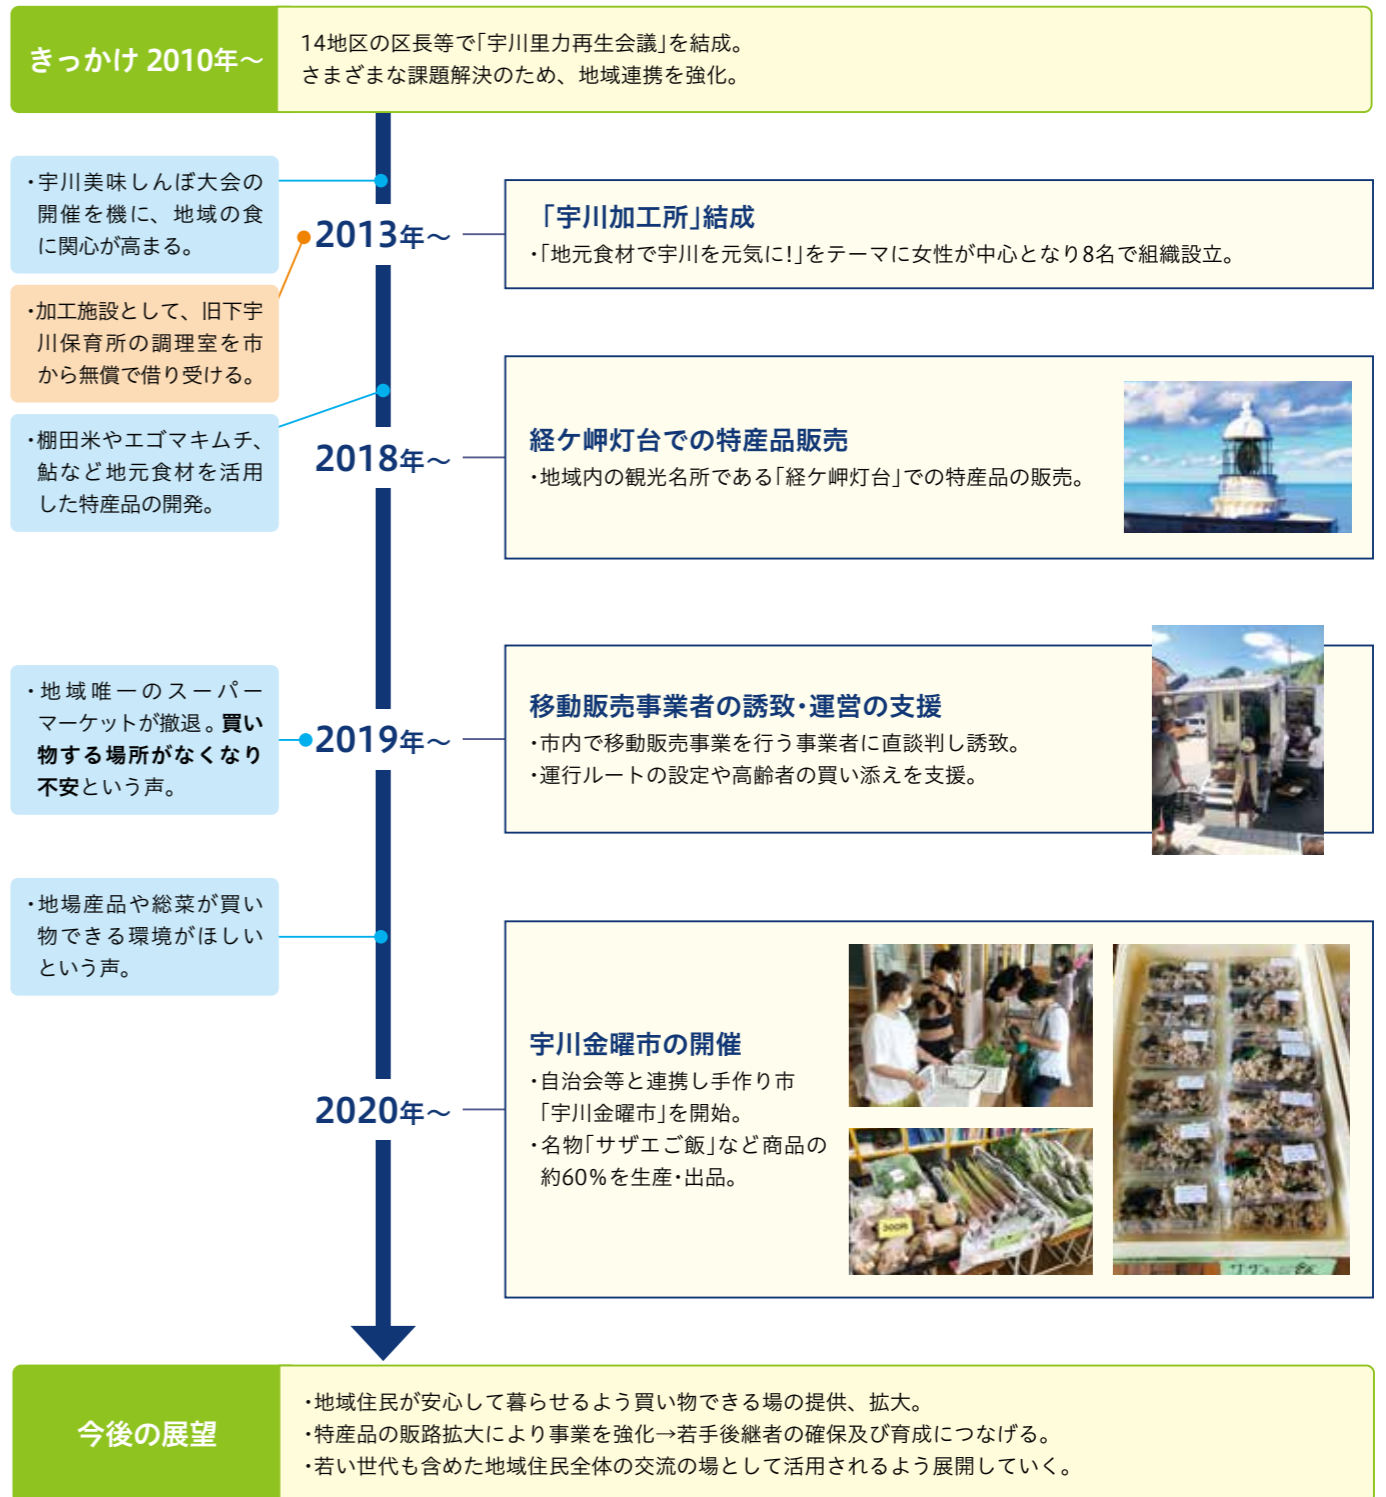 きっかけ 2010年～
14地区の区長等で「宇川里力再生会議」を結成。
さまざまな課題解決のため、地域連携を強化。
・宇川美味しんぼ大会の
開催を機に、地域の食
に関心が高まる。
2013年～
「宇川加工所」結成
・「地元食材で宇川を元気に!」をテーマに女性が中心となり8名で組織設立。
・加工施設として、旧下宇
川保育所の調理室を市
から無償で借り受ける。
・棚田米やエゴマキムチ、
鮎など地元食材を活用
した特産品の開発。
2018年～
経ケ岬灯台での特産品販売
・地域内の観光名所である「経ケ岬灯台」での特産品の販売。
・地域唯一のスーパー
マーケットが撤退。買い
物する場所がなくなり
不安という声。
2019年～
移動販売事業者の誘致・運営の支援
・市内で移動販売事業を行う事業者に直談判し誘致。
・運行ルートの設定や高齢者の買い添えを支援。
・地場産品や総菜が買い
物できる環境がほしい
という声。
2020年～
宇川金曜市の開催
・自治会等と連携し手作り市
「宇川金曜市」を開始。
・名物「サザエご飯」など商品の
約60%を生産・出品。
300円
今後の展望
・地域住民が安心して暮らせるよう買い物できる場の提供、拡大。
・特産品の販路拡大により事業を強化→若手後継者の確保及び育成につなげる。
・若い世代も含めた地域住民全体の交流の場として活用されるよう展開していく。